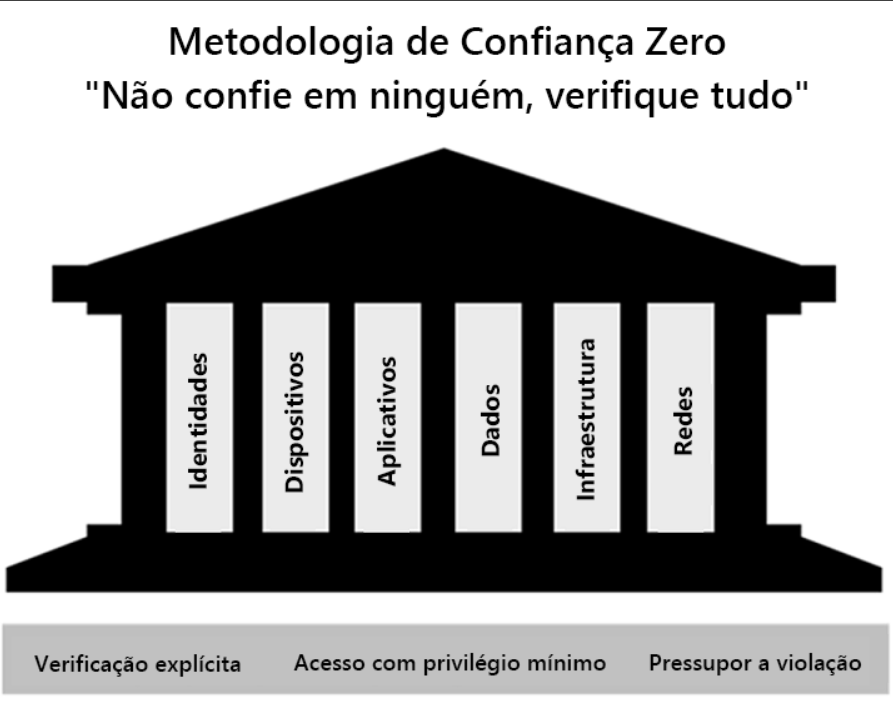 Metodologia de Confiança Zero
"Não confie em ninguém, verifique tudo"
Identidades
Dispositivos
Aplicativos
Dados
Infraestrutura
Redes
Verificação explícita
Acesso com privilégio mínimo
Pressupor a violação